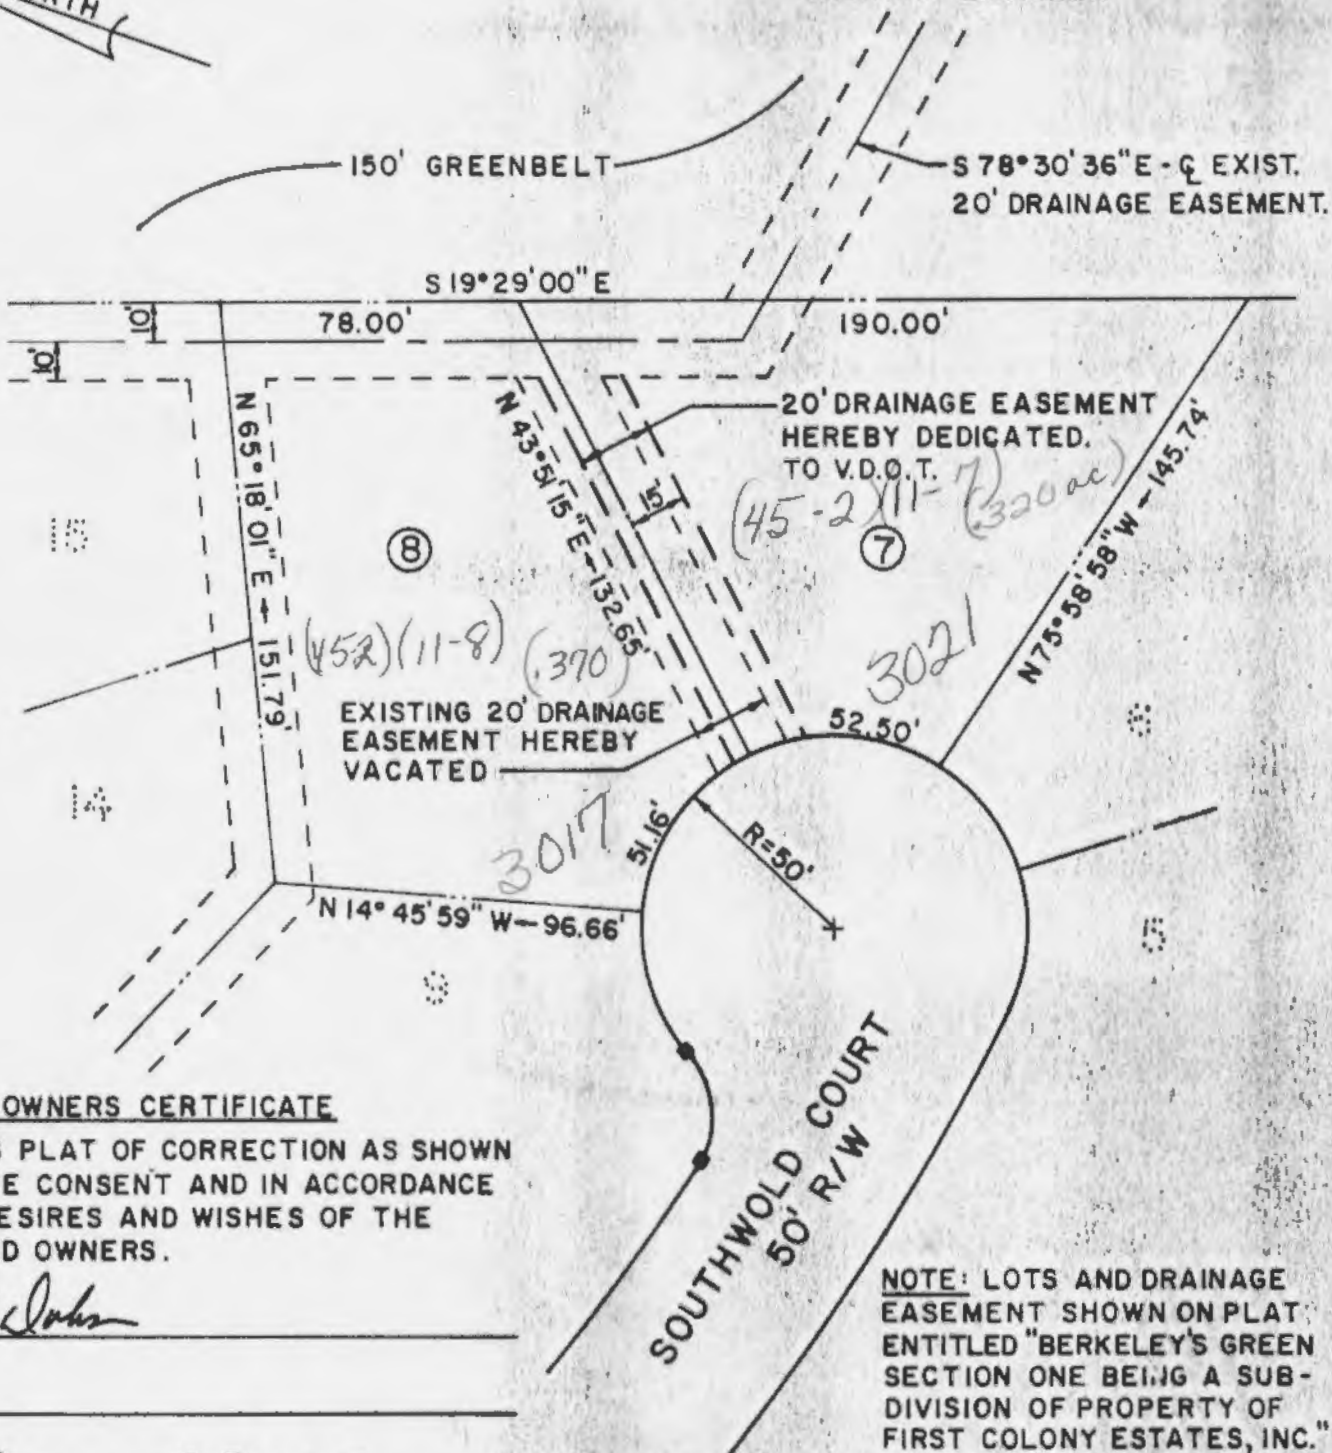 150' GREENBELT
S 78°30'36"E - ℄ EXIST.
20' DRAINAGE EASEMENT.
S 19°29'00" E
10'
78.00'
190.00'
10'
20' DRAINAGE EASEMENT
HEREBY DEDICATED.
TO V.D.O.T.
N 65°18'01"E - 151.79'
N 43°51'15"E - 132.65'
N 75°58'58"W - 145.74'
(45-2)(11-7)
(.320 ac)
15
8
7
(452)(11-8)
(.370)
3021
EXISTING 20' DRAINAGE
EASEMENT HEREBY
VACATED
52.50'
6
14
3017
51.16'
R=50'
N 14° 45'59" W - 96.66'
5
9
SOUTHWOLD COURT
50' R/W
OWNERS CERTIFICATE
PLAT OF CORRECTION AS SHOWN
E CONSENT AND IN ACCORDANCE
ESIRES AND WISHES OF THE
D OWNERS.
NOTE: LOTS AND DRAINAGE
EASEMENT SHOWN ON PLAT
ENTITLED "BERKELEY'S GREEN
SECTION ONE BEING A SUB-
DIVISION OF PROPERTY OF
FIRST COLONY ESTATES, INC."